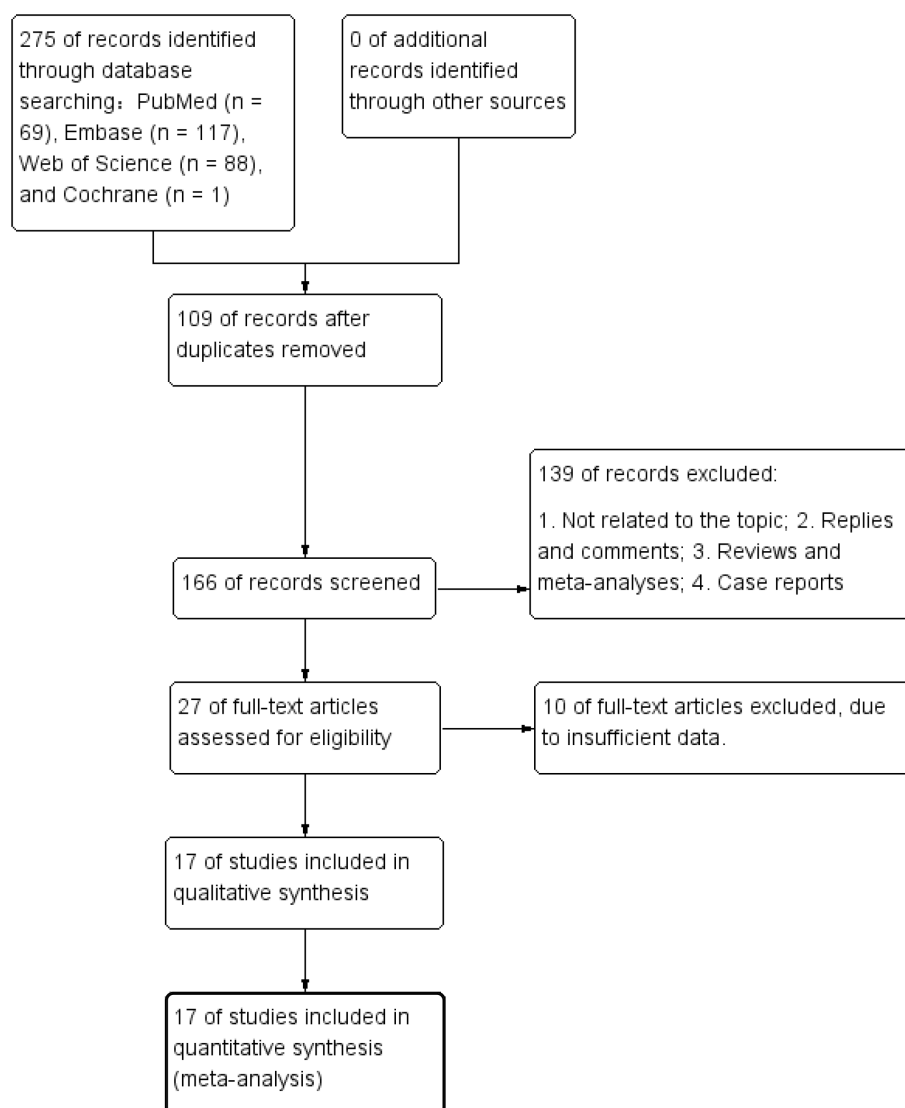 275 of records identified
through database
searching：PubMed (n =
69), Embase (n = 117),
Web of Science (n = 88),
and Cochrane (n = 1)
0 of additional
records identified
through other sources
109 of records after
duplicates removed
139 of records excluded:
1. Not related to the topic; 2. Replies
and comments; 3. Reviews and
meta-analyses; 4. Case reports
166 of records screened
27 of full-text articles
assessed for eligibility
10 of full-text articles excluded, due
to insufficient data.
17 of studies included in
qualitative synthesis
17 of studies included in
quantitative synthesis
(meta-analysis)